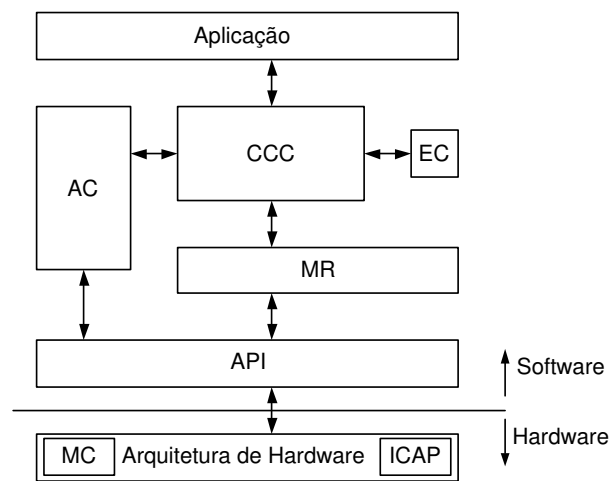 Aplicação
AC
CCC
EC
MR
API
Software
Hardware
MC Arquitetura de Hardware ICAP